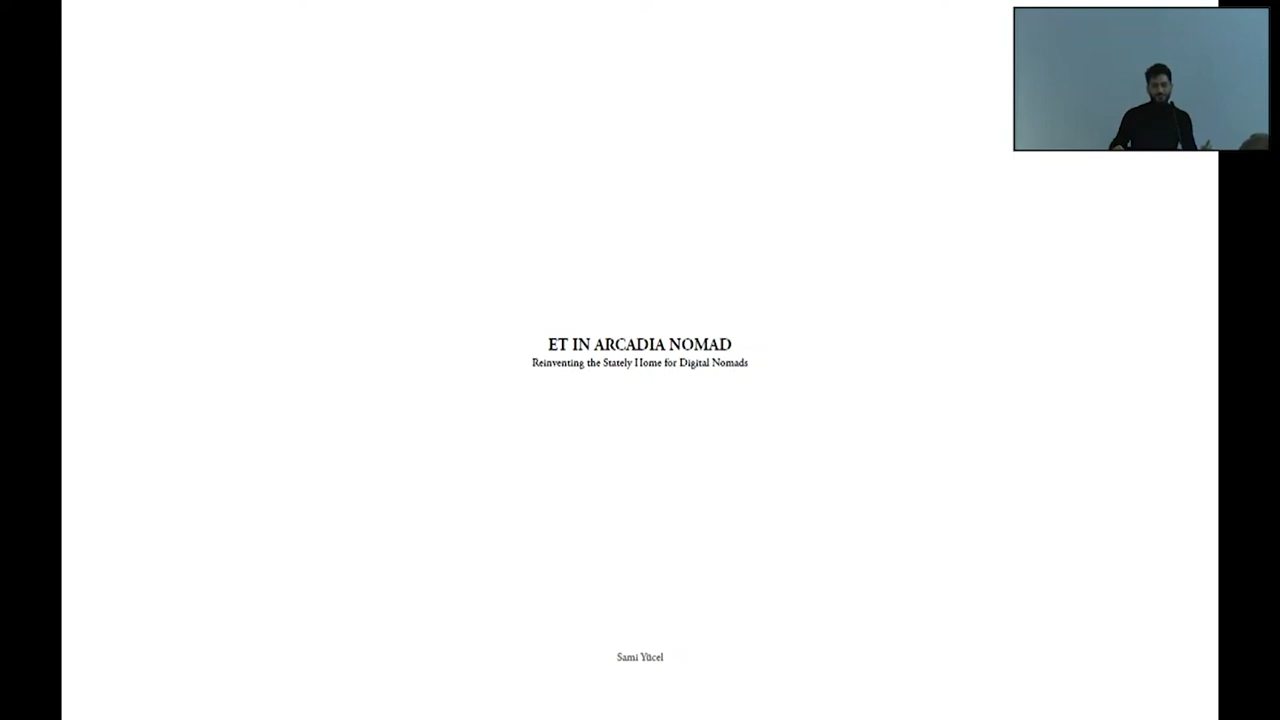 ET IN ARCADIA NOMAD
Reinventing the Stately Home for Digital Nomads
Sami Yücel